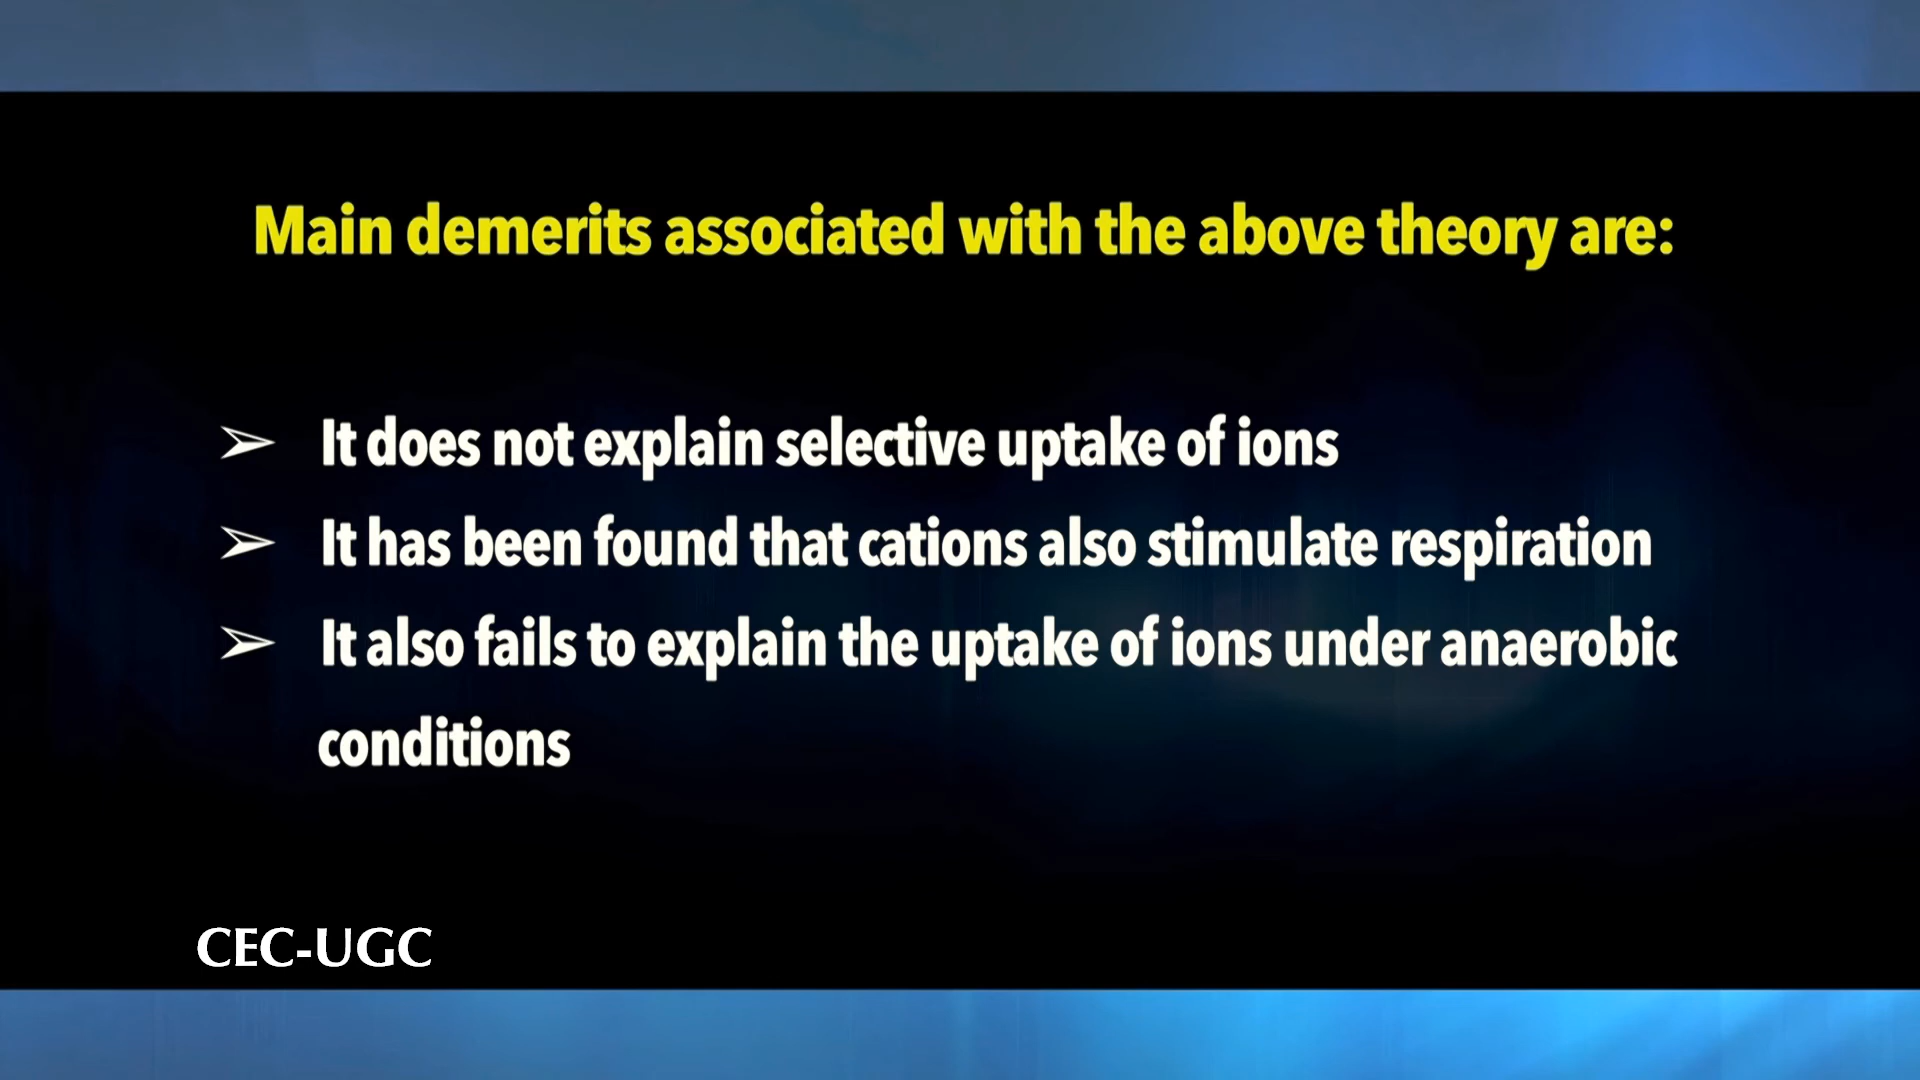 Main demerits associated with the above theory are:
➢ It does not explain selective uptake of ions
➢ It has been found that cations also stimulate respiration
➢ It also fails to explain the uptake of ions under anaerobic
conditions
CEC-UGC